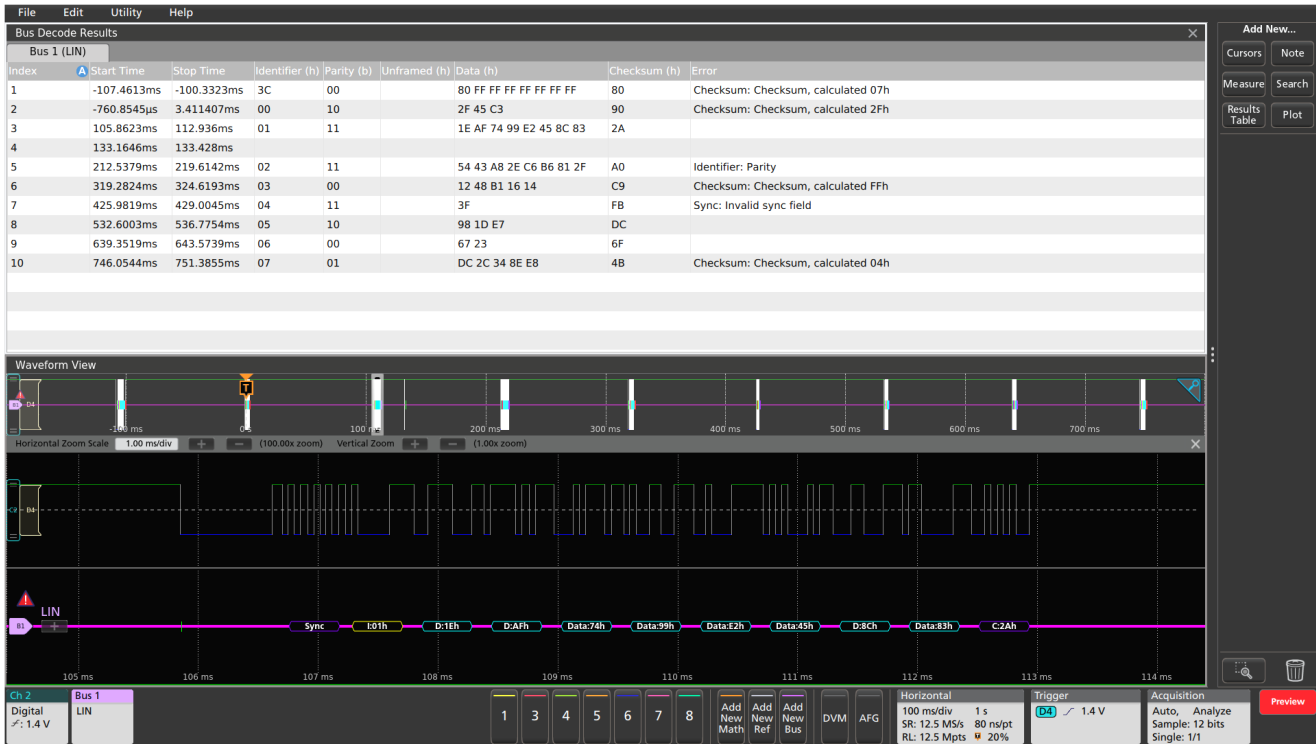 File Edit Utility Help
Bus Decode Results
Bus 1 (LIN)
Index A Start Time Stop Time Identifier (h) Parity (b) Unframed (h) Data (h) Checksum (h) Error
1 -107.4613ms -100.3323ms 3C 00 80 FF FF FF FF FF FF FF 80 Checksum: Checksum, calculated 07h
2 -760.8545µs 3.411407ms 00 10 2F 45 C3 90 Checksum: Checksum, calculated 2Fh
3 105.8623ms 112.936ms 01 11 1E AF 74 99 E2 45 8C 83 2A
4 133.1646ms 133.428ms
5 212.5379ms 219.6142ms 02 11 54 43 A8 2E C6 B6 81 2F A0 Identifier: Parity
6 319.2824ms 324.6193ms 03 00 12 48 B1 16 14 C9 Checksum: Checksum, calculated FFh
7 425.9819ms 429.0045ms 04 11 3F FB Sync: Invalid sync field
8 532.6003ms 536.7754ms 05 10 98 1D E7 DC
9 639.3519ms 643.5739ms 06 00 67 23 6F
10 746.0544ms 751.3855ms 07 01 DC 2C 34 8E E8 4B Checksum: Checksum, calculated 04h
Add New...
Cursors Note
Measure Search
Results Table Plot
Waveform View
T
B1 D4
200 ms 300 ms 400 ms 500 ms 600 ms 700 ms
Horizontal Zoom Scale 1.00 ms/div + − (100.00x zoom) Vertical Zoom + − (1.00x zoom)
C2 D4
LIN
B1 + Sync I:01h D:1Eh D:AFh Data:74h Data:99h Data:E2h Data:45h D:8Ch Data:83h C:2Ah
105 ms 106 ms 107 ms 108 ms 109 ms 110 ms 111 ms 112 ms 113 ms 114 ms
Ch 2
Digital
: 1.4 V
Bus 1
LIN
1 3 4 5 6 7 8
Add New Math
Add New Ref
Add New Bus
DVM AFG
Horizontal
100 ms/div 1 s
SR: 12.5 MS/s 80 ns/pt
RL: 12.5 Mpts 20%
Trigger
D4 1.4 V
Acquisition
Auto, Analyze
Sample: 12 bits
Single: 1/1
Preview